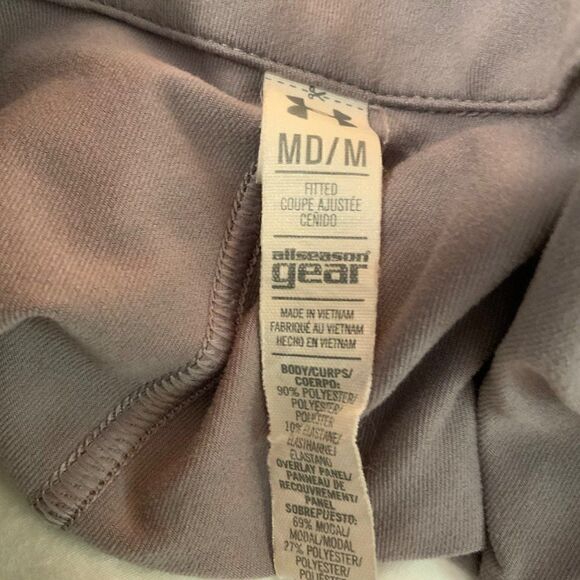 MD/M
FITTED
COUPE AJUSTÉE
CEÑIDO
allseason
gear
MADE IN VIETNAM
FABRIQUÉ AU VIETNAM
HECHO EN VIETNAM
BODY/CURPS/
CUERPO:
90% POLYESTER/
POLYESTER/
POLIÉSTER
10% ELASTANE/
ELASTHANNE/
ELASTANO
OVERLAY PANEL/
PANNEAU DE
RECOUVREMENT/
PANEL
SOBREPUESTO:
69% MODAL/
MODAL/MODAL
27% POLYESTER/
POLYESTER/